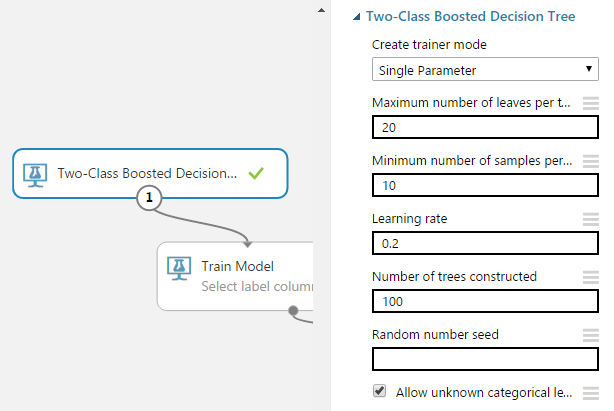 Two-Class Boosted Decision...
1
Train Model
Select label colum
Two-Class Boosted Decision Tree
Create trainer mode
Single Parameter
Maximum number of leaves per t...
20
Minimum number of samples per...
10
Learning rate
0.2
Number of trees constructed
100
Random number seed
Allow unknown categorical le...